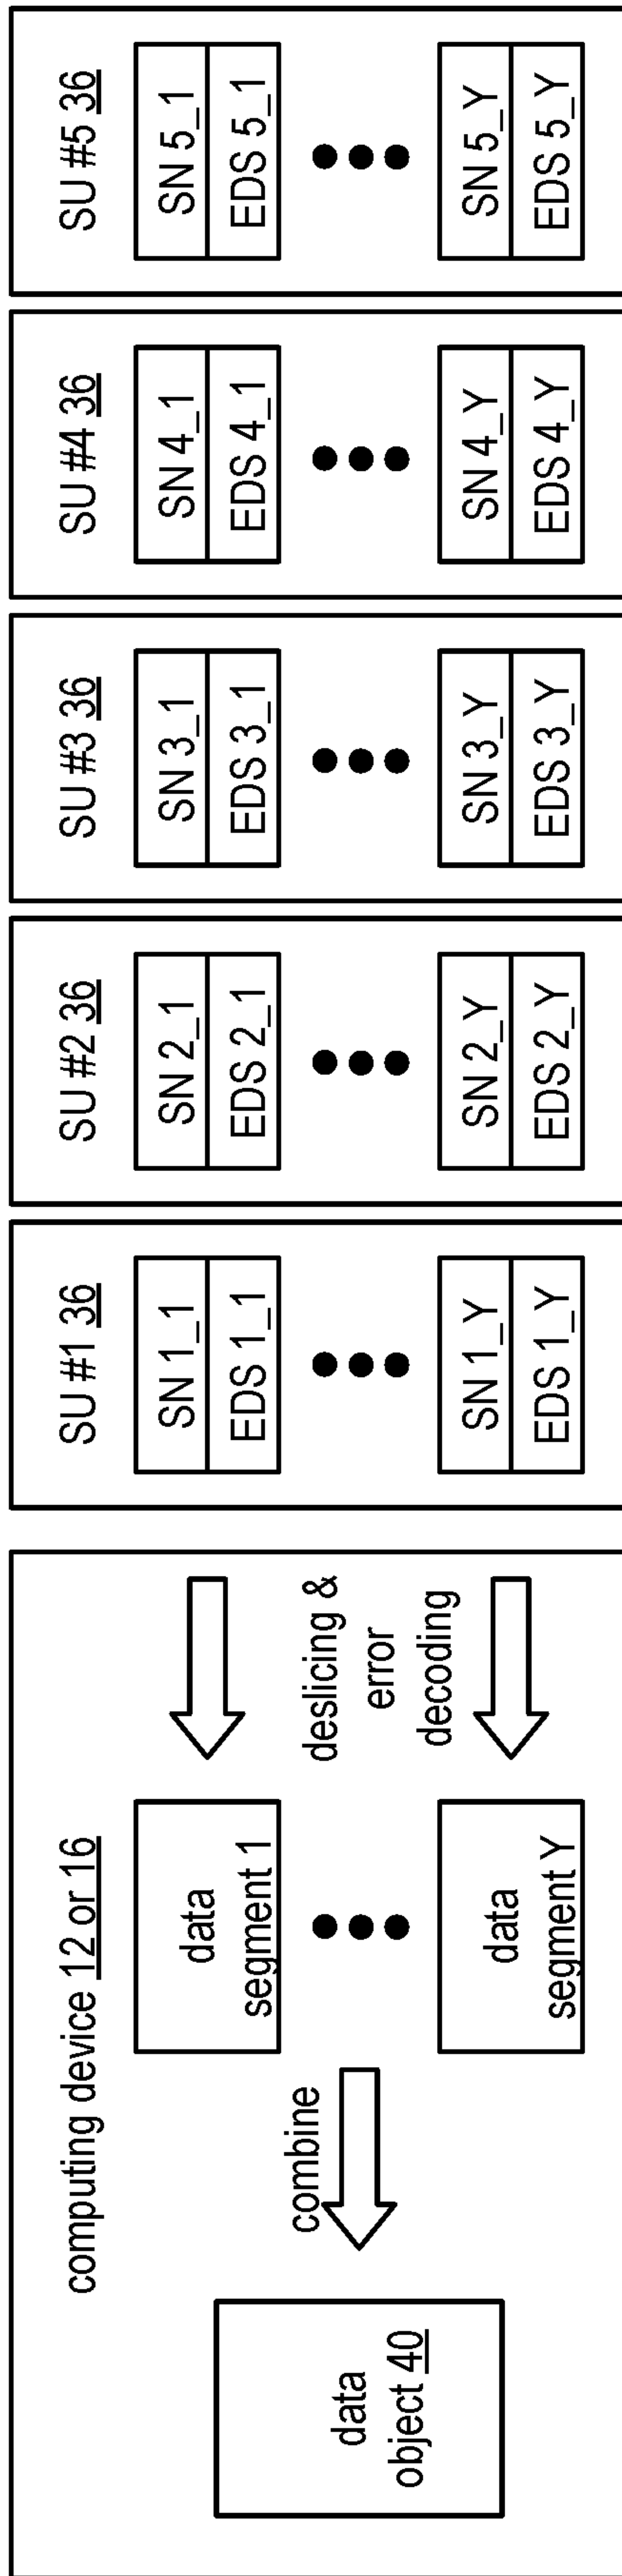 computing device 12 or 16
data
object 40
combine
data
segment 1
data
segment Y
deslicing &
error
decoding
SU #1 36
SN 1_1
EDS 1_1
SN 1_Y
EDS 1_Y
SU #2 36
SN 2_1
EDS 2_1
SN 2_Y
EDS 2_Y
SU #3 36
SN 3_1
EDS 3_1
SN 3_Y
EDS 3_Y
SU #4 36
SN 4_1
EDS 4_1
SN 4_Y
EDS 4_Y
SU #5 36
SN 5_1
EDS 5_1
SN 5_Y
EDS 5_Y